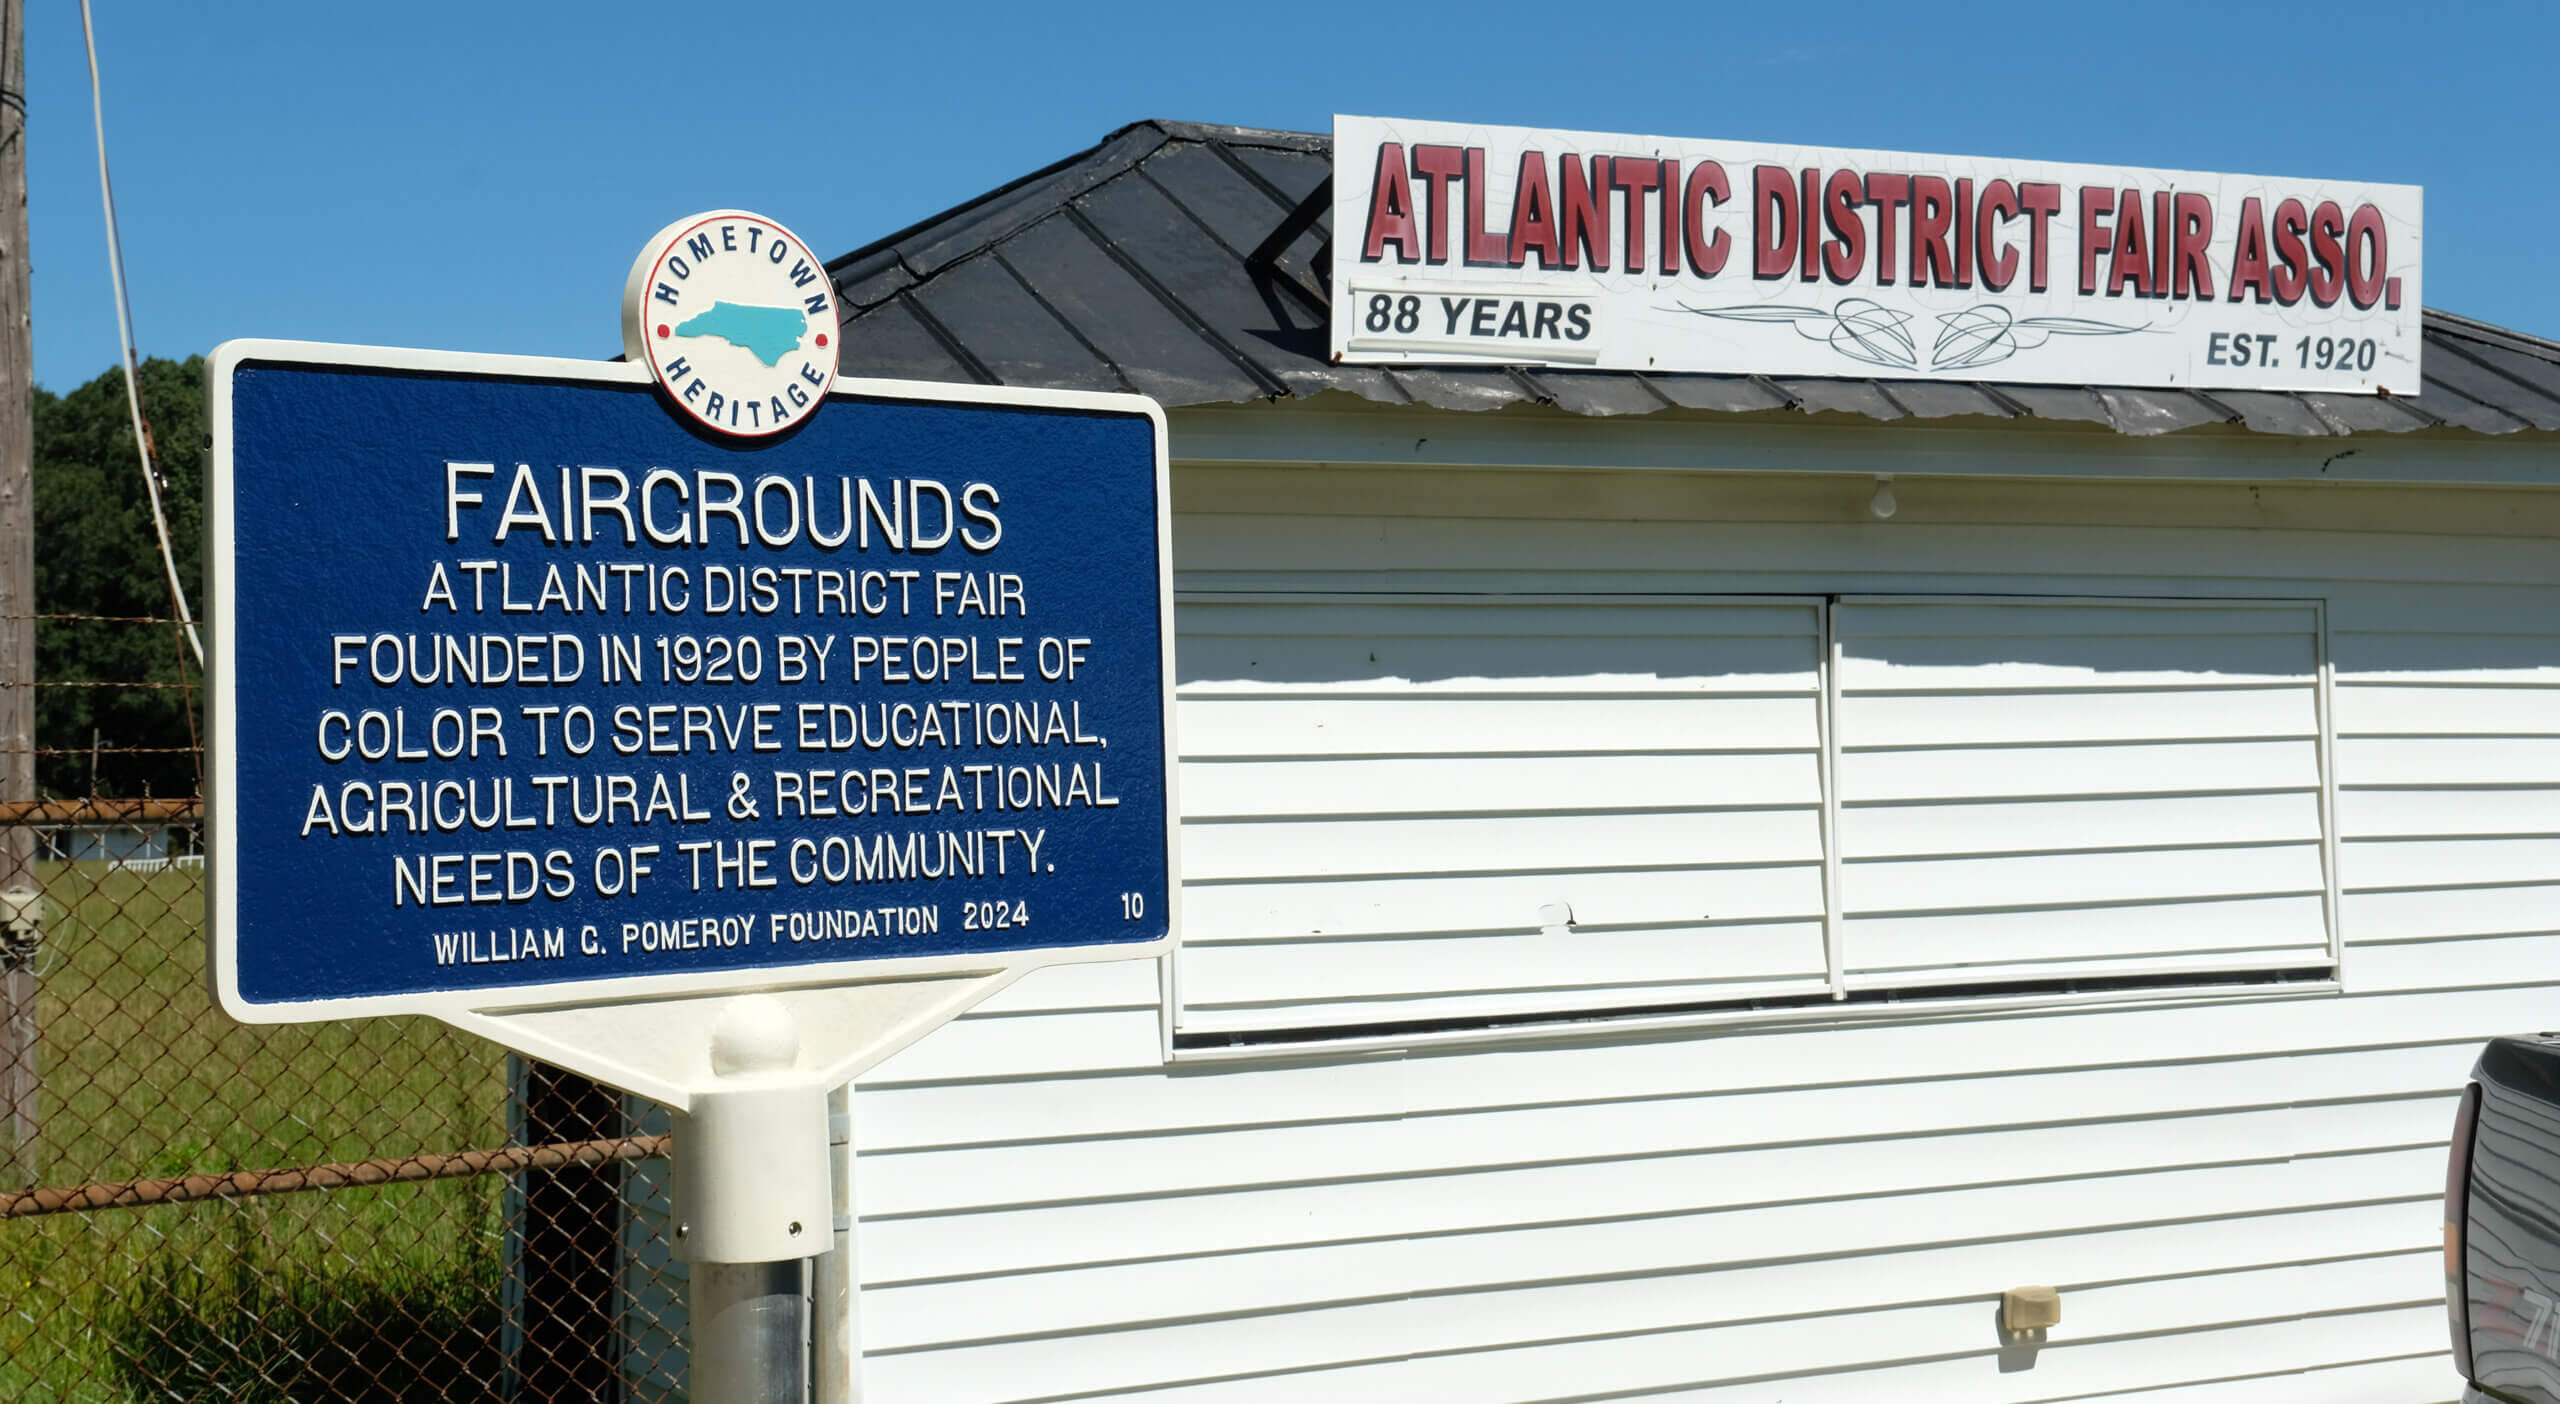 HOMETOWN
HERITAGE
FAIRGROUNDS
ATLANTIC DISTRICT FAIR
FOUNDED IN 1920 BY PEOPLE OF
COLOR TO SERVE EDUCATIONAL,
AGRICULTURAL & RECREATIONAL
NEEDS OF THE COMMUNITY.
WILLIAM G. POMEROY FOUNDATION 2024
10
ATLANTIC DISTRICT FAIR ASSO.
88 YEARS
EST. 1920